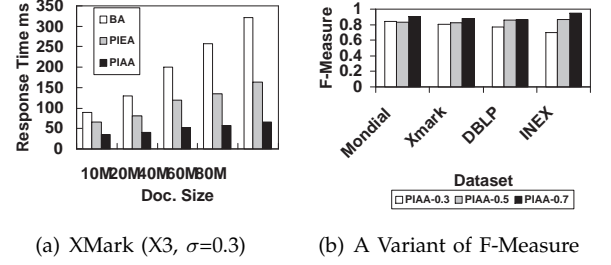 Response Time ms
350
300
250
200
150
100
50
0
BA
PIEA
PIAA
10M20M40M60M80M
Doc. Size
(a) XMark (X3, σ=0.3)
F-Measure
1
0.8
0.6
0.4
0.2
0
Mondial
Xmark
DBLP
INEX
Dataset
PIAA-0.3 PIAA-0.5 PIAA-0.7
(b) A Variant of F-Measure